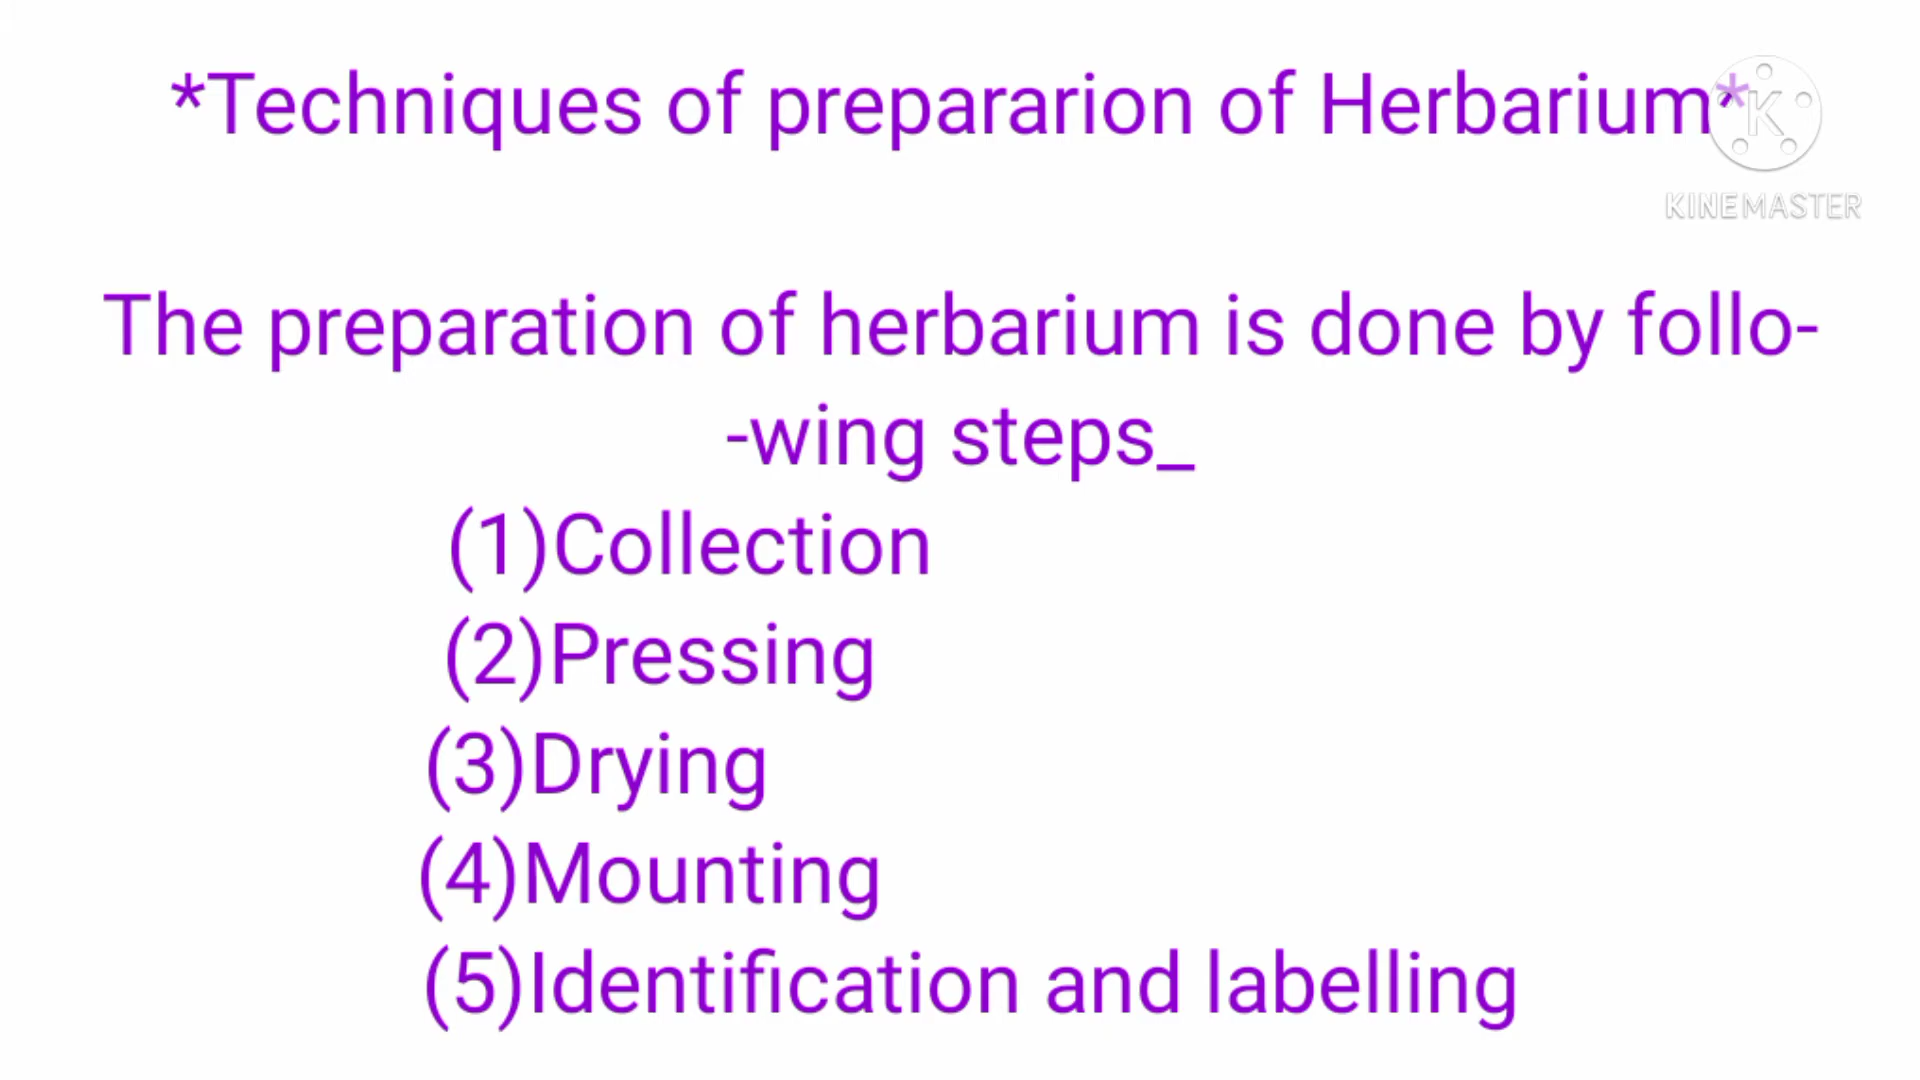 *Techniques of prepararion of Herbarium*
K
KINEMASTER
The preparation of herbarium is done by follo-
-wing steps_
(1)Collection
(2)Pressing
(3)Drying
(4)Mounting
(5)Identification and labelling